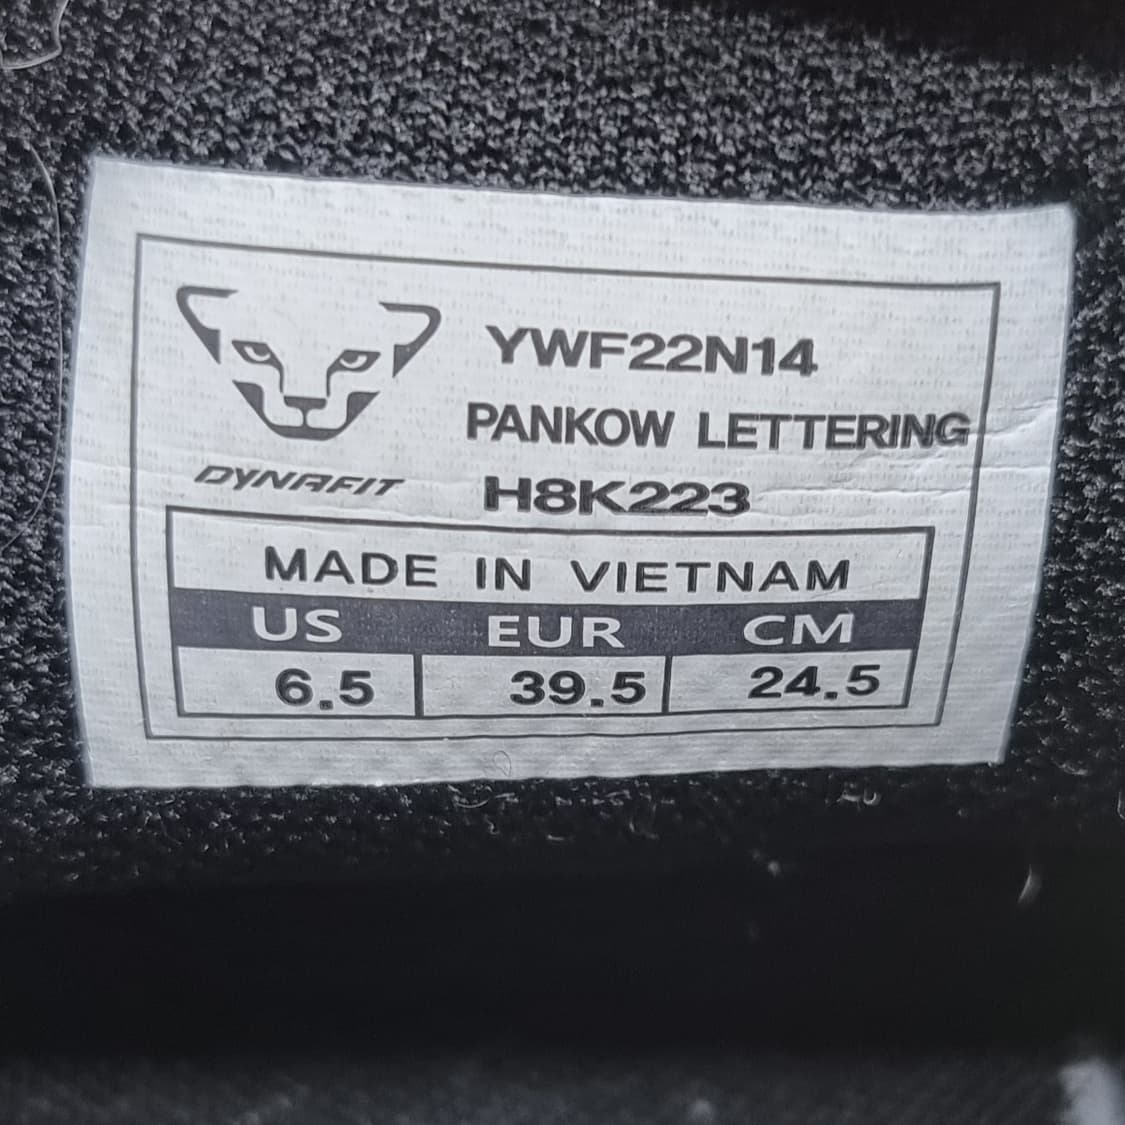 YWF22N14
PANKOW LETTERING
DYNAFIT
H8K223
MADE IN VIETNAM
US EUR CM
6.5 39.5 24.5